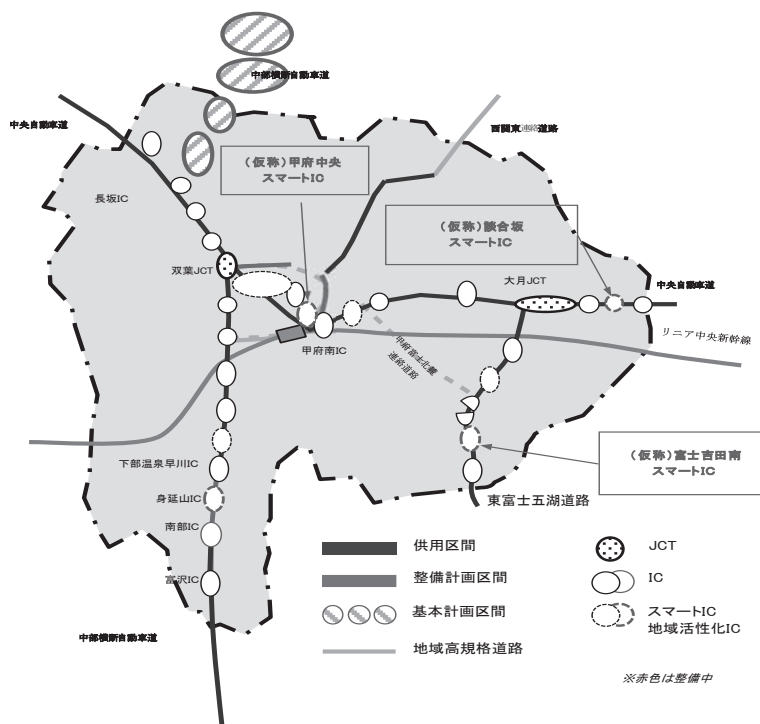 中部横断自動車道
中央自動車道
西関東連絡道路
(仮称)甲府中央
スマートIC
長坂IC
(仮称)談合坂
スマートIC
双葉JCT
大月JCT
中央自動車道
リニア中央新幹線
甲府南IC
甲府富士北麓
連絡道路
下部温泉早川IC
(仮称)富士吉田南
スマートIC
身延山IC
東富士五湖道路
南部IC
富沢IC
中部横断自動車道
供用区間
整備計画区間
基本計画区間
地域高規格道路
JCT
IC
スマートIC
地域活性化IC
※赤色は整備中